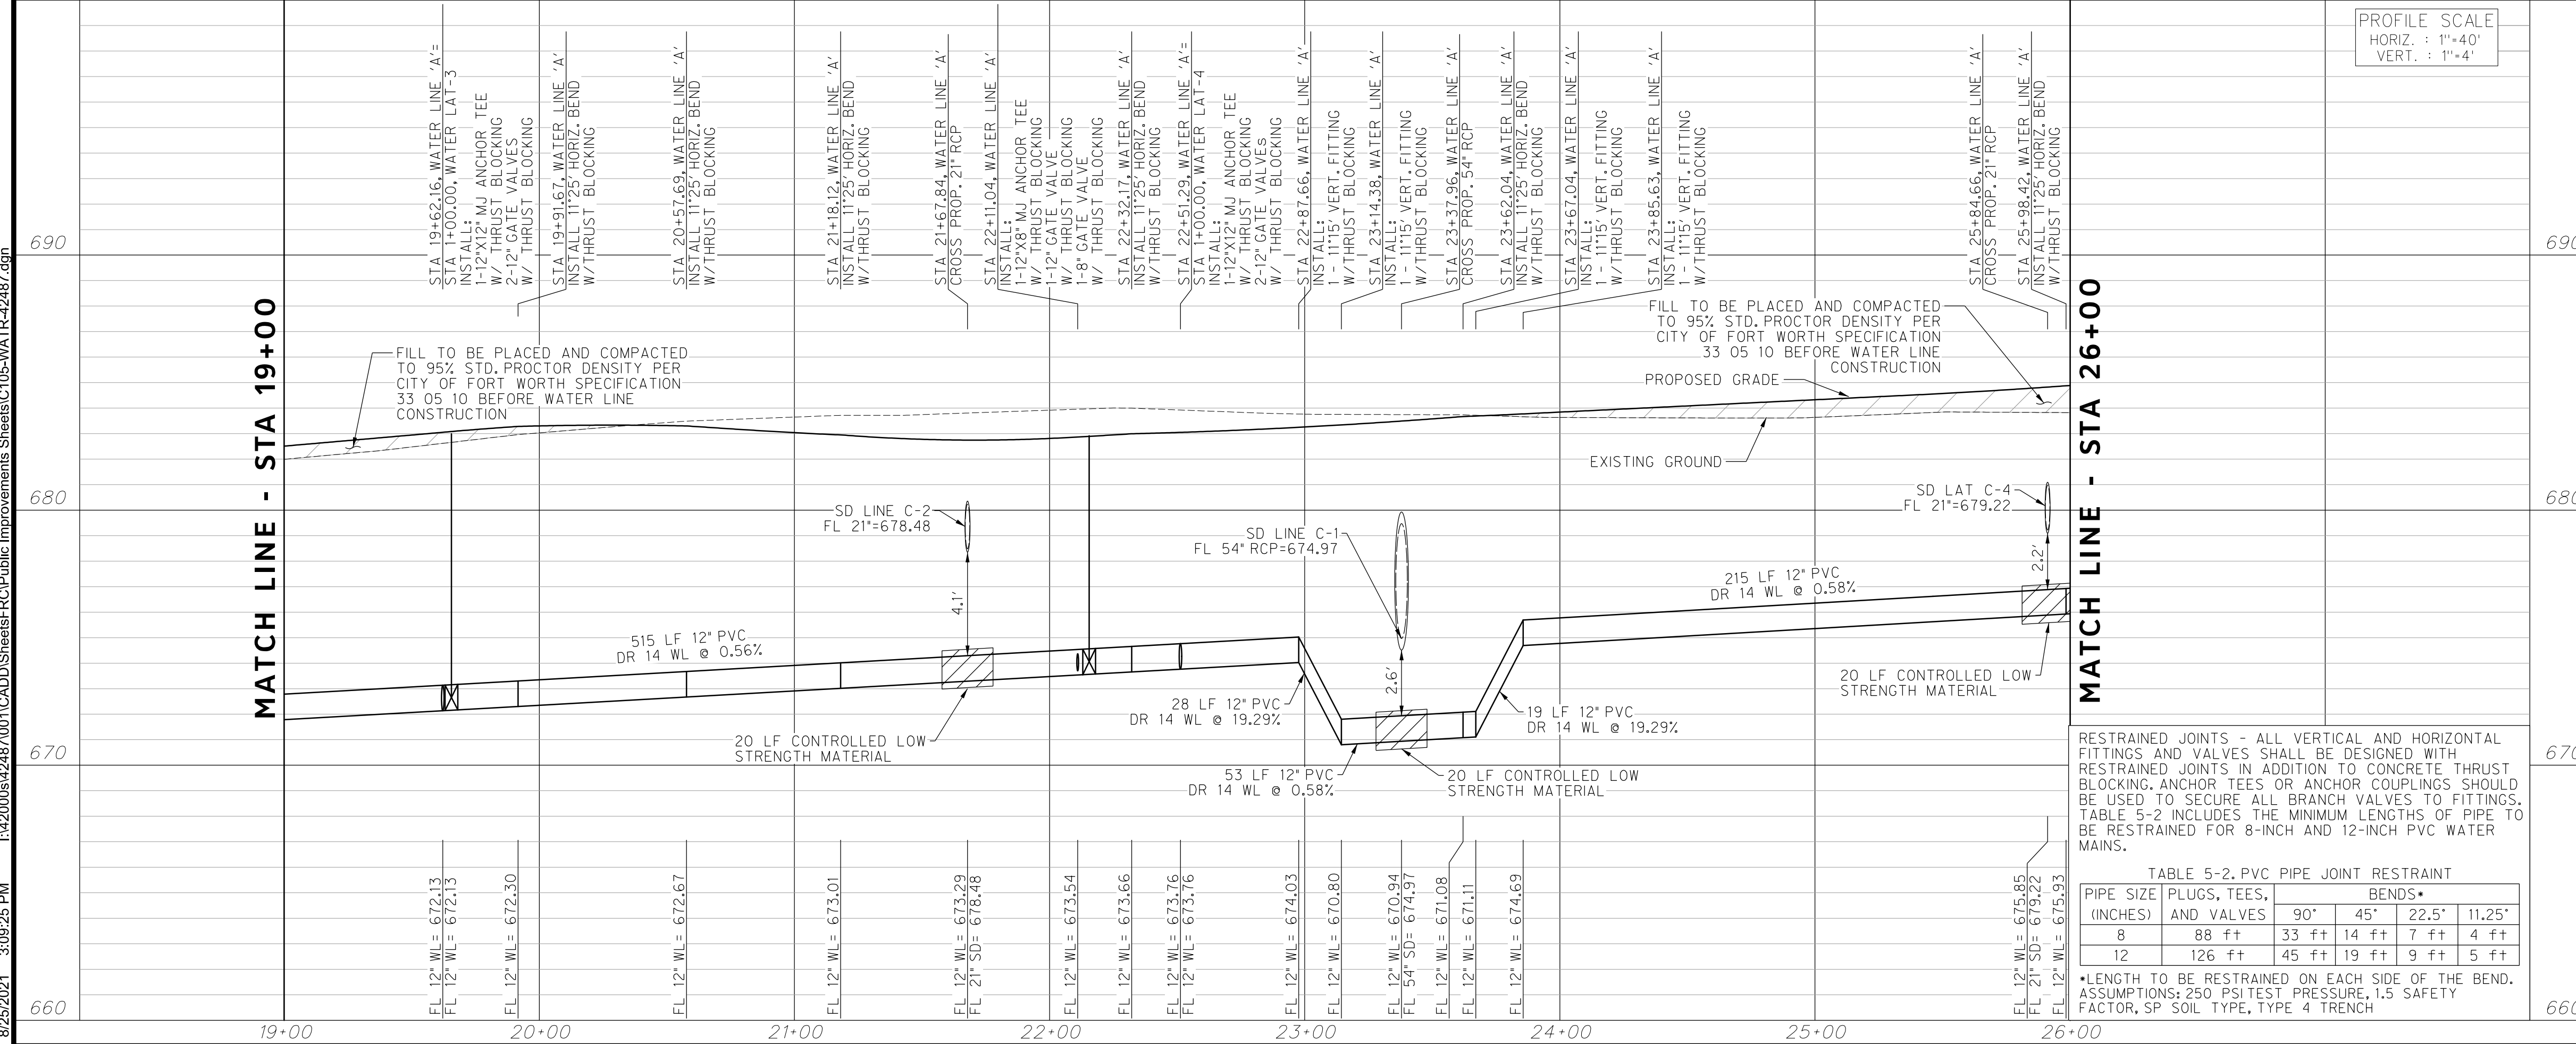 PROFILE SCALE
HORIZ. : 1"=40'
VERT. : 1"=4'
8/25/2021 3:09:25 PM T:\42000s\42487\001\CADD\Sheets\FRC\Public Improvements Sheets\C105-WATR-42487.dgn
690
680
670
660
690
680
670
660
STA 19+62.16, WATER LINE 'A'=
STA 1+00.00, WATER LAT-3
INSTALL:
1-12"X12" MJ ANCHOR TEE
W/ THRUST BLOCKING
2-12" GATE VALVES
W/ THRUST BLOCKING
STA 19+91.67, WATER LINE 'A'
INSTALL 11°25' HORIZ. BEND
W/THRUST BLOCKING
STA 20+57.69, WATER LINE 'A'
INSTALL 11°25' HORIZ. BEND
W/THRUST BLOCKING
STA 21+18.12, WATER LINE 'A'
INSTALL 11°25' HORIZ. BEND
W/THRUST BLOCKING
STA 21+67.84, WATER LINE 'A'
CROSS PROP. 21" RCP
STA 22+11.04, WATER LINE 'A'
INSTALL:
1-12"X8" MJ ANCHOR TEE
W/ THRUST BLOCKING
1-12" GATE VALVE
W/ THRUST BLOCKING
1-8" GATE VALVE
W/ THRUST BLOCKING
STA 22+32.17, WATER LINE 'A'
INSTALL 11°25' HORIZ. BEND
W/THRUST BLOCKING
STA 22+51.29, WATER LINE 'A'=
STA 1+00.00, WATER LAT-4
INSTALL:
1-12"X12" MJ ANCHOR TEE
W/ THRUST BLOCKING
2-12" GATE VALVEs
W/ THRUST BLOCKING
STA 22+87.66, WATER LINE 'A'
INSTALL:
1 - 11°15' VERT. FITTING
W/THRUST BLOCKING
STA 23+14.38, WATER LINE 'A'
INSTALL:
1 - 11°15' VERT. FITTING
W/THRUST BLOCKING
STA 23+37.96, WATER LINE 'A'
CROSS PROP. 54" RCP
STA 23+62.04, WATER LINE 'A'
INSTALL 11°25' HORIZ. BEND
W/THRUST BLOCKING
STA 23+67.04, WATER LINE 'A'
INSTALL:
1 - 11°15' VERT. FITTING
W/THRUST BLOCKING
STA 23+85.63, WATER LINE 'A'
INSTALL:
1 - 11°15' VERT. FITTING
W/THRUST BLOCKING
STA 25+84.66, WATER LINE 'A'
CROSS PROP. 21" RCP
STA 25+98.42, WATER LINE 'A'
INSTALL 11°25' HORIZ. BEND
W/THRUST BLOCKING
MATCH LINE - STA 19+00
FILL TO BE PLACED AND COMPACTED
TO 95% STD. PROCTOR DENSITY PER
CITY OF FORT WORTH SPECIFICATION
33 05 10 BEFORE WATER LINE
CONSTRUCTION
FILL TO BE PLACED AND COMPACTED
TO 95% STD. PROCTOR DENSITY PER
CITY OF FORT WORTH SPECIFICATION
33 05 10 BEFORE WATER LINE
CONSTRUCTION
PROPOSED GRADE
EXISTING GROUND
MATCH LINE - STA 26+00
SD LINE C-2
FL 21"=678.48
4.1'
SD LINE C-1
FL 54" RCP=674.97
2.6'
SD LAT C-4
FL 21"=679.22
2.2'
515 LF 12" PVC
DR 14 WL @ 0.56%
20 LF CONTROLLED LOW
STRENGTH MATERIAL
28 LF 12" PVC
DR 14 WL @ 19.29%
53 LF 12" PVC
DR 14 WL @ 0.58%
20 LF CONTROLLED LOW
STRENGTH MATERIAL
19 LF 12" PVC
DR 14 WL @ 19.29%
215 LF 12" PVC
DR 14 WL @ 0.58%
20 LF CONTROLLED LOW
STRENGTH MATERIAL
FL 12" WL= 672.13
FL 12" WL= 672.13
FL 12" WL= 672.30
FL 12" WL= 672.67
FL 12" WL= 673.01
FL 12" WL= 673.29
FL 21" SD= 678.48
FL 12" WL= 673.54
FL 12" WL= 673.66
FL 12" WL= 673.76
FL 12" WL= 673.76
FL 12" WL= 674.03
FL 12" WL= 670.80
FL 12" WL= 670.94
FL 54" SD= 674.97
FL 12" WL= 671.08
FL 12" WL= 671.11
FL 12" WL= 674.69
FL 12" WL= 675.85
FL 21" SD= 679.22
FL 12" WL= 675.93
19+00 20+00 21+00 22+00 23+00 24+00 25+00 26+00
RESTRAINED JOINTS - ALL VERTICAL AND HORIZONTAL
FITTINGS AND VALVES SHALL BE DESIGNED WITH
RESTRAINED JOINTS IN ADDITION TO CONCRETE THRUST
BLOCKING. ANCHOR TEES OR ANCHOR COUPLINGS SHOULD
BE USED TO SECURE ALL BRANCH VALVES TO FITTINGS.
TABLE 5-2 INCLUDES THE MINIMUM LENGTHS OF PIPE TO
BE RESTRAINED FOR 8-INCH AND 12-INCH PVC WATER
MAINS.
TABLE 5-2. PVC PIPE JOINT RESTRAINT
PIPE SIZE PLUGS, TEES, BENDS*
(INCHES) AND VALVES 90° 45° 22.5° 11.25°
8 88 ft 33 ft 14 ft 7 ft 4 ft
12 126 ft 45 ft 19 ft 9 ft 5 ft
*LENGTH TO BE RESTRAINED ON EACH SIDE OF THE BEND.
ASSUMPTIONS: 250 PSI TEST PRESSURE, 1.5 SAFETY
FACTOR, SP SOIL TYPE, TYPE 4 TRENCH